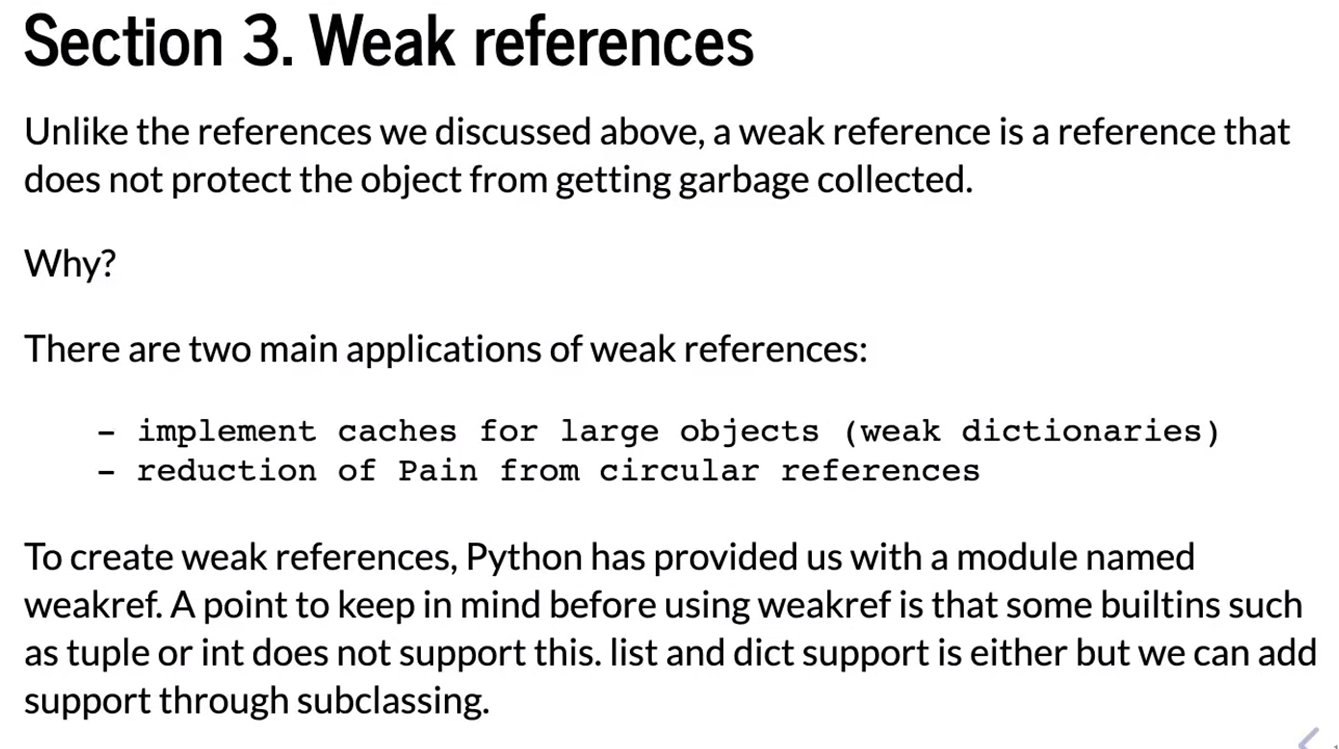 Section 3. Weak references
Unlike the references we discussed above, a weak reference is a reference that
does not protect the object from getting garbage collected.
Why?
There are two main applications of weak references:
- implement caches for large objects (weak dictionaries)
- reduction of Pain from circular references
To create weak references, Python has provided us with a module named
weakref. A point to keep in mind before using weakref is that some builtins such
as tuple or int does not support this. list and dict support is either but we can add
support through subclassing.